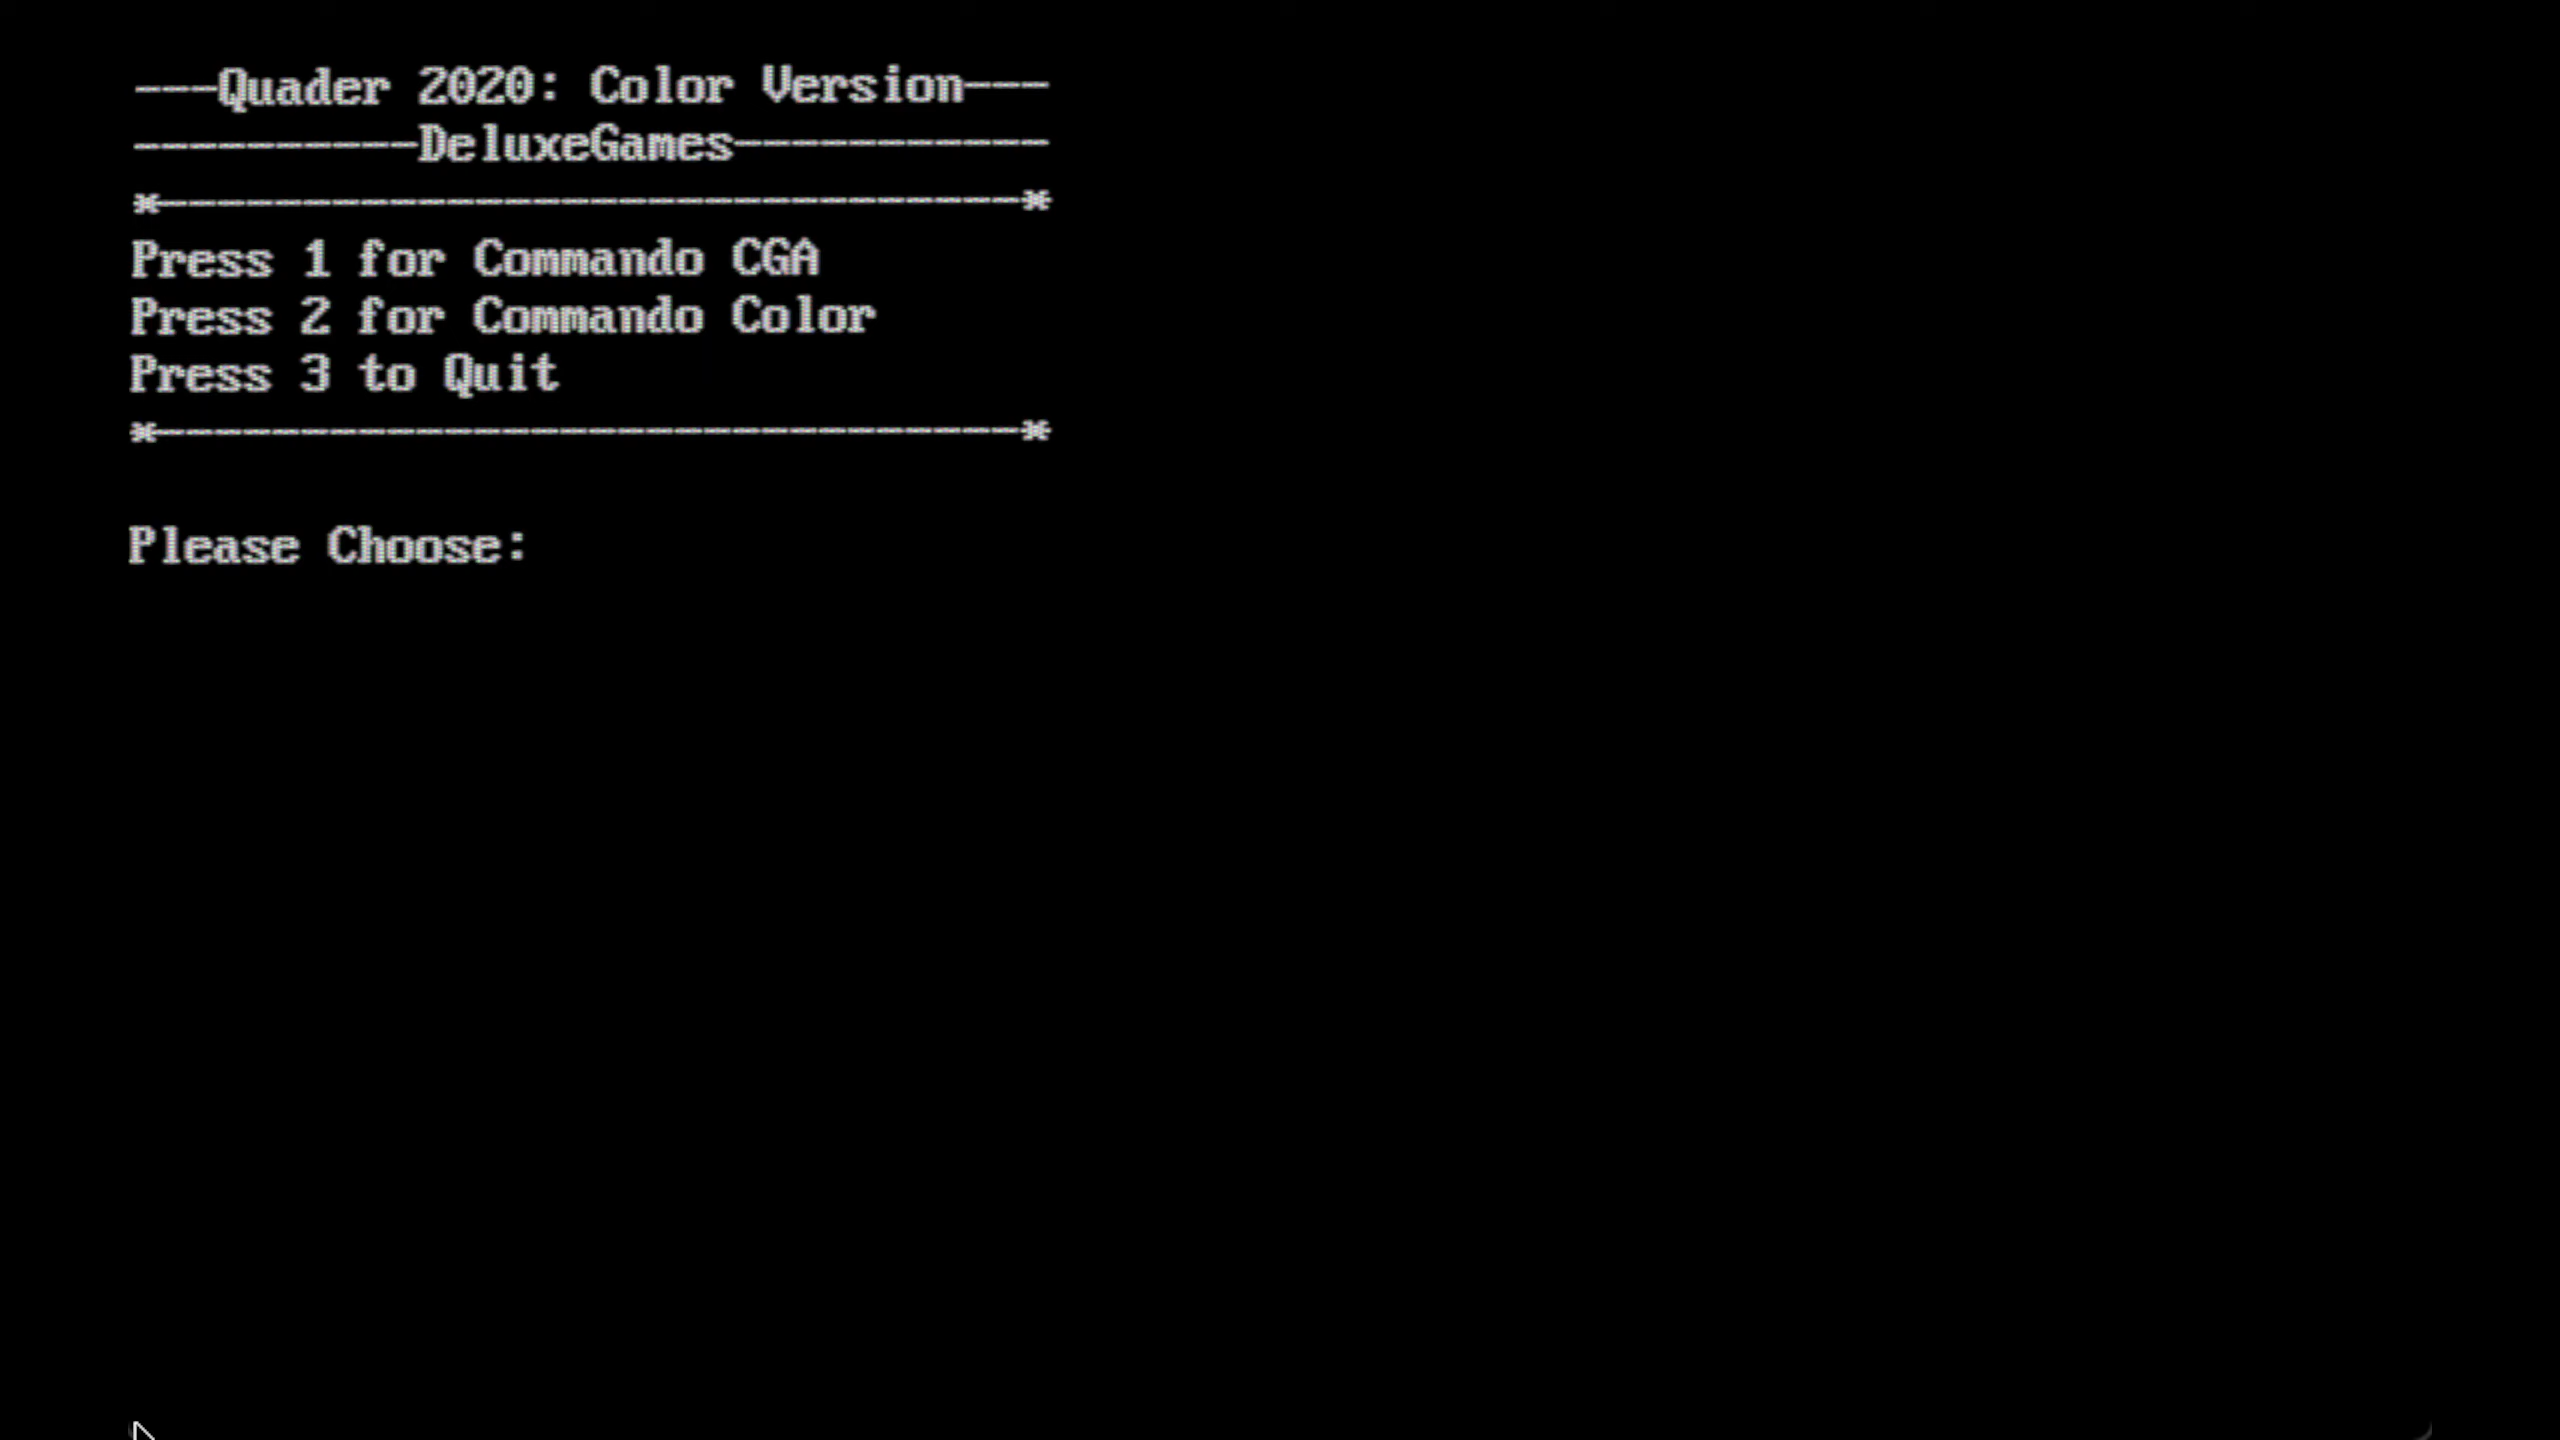 ---Quader 2020: Color Version---
----------DeluxeGames-----------
*------------------------------*
Press 1 for Commando CGA
Press 2 for Commando Color
Press 3 to Quit
*------------------------------*
Please Choose: